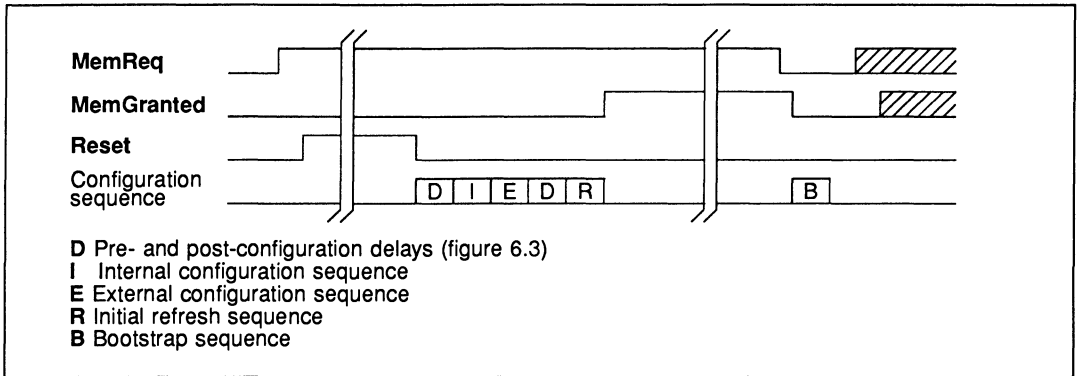 MemReq
MemGranted
Reset
Configuration
sequence
D I E D R B
D Pre- and post-configuration delays (figure 6.3)
I Internal configuration sequence
E External configuration sequence
R Initial refresh sequence
B Bootstrap sequence